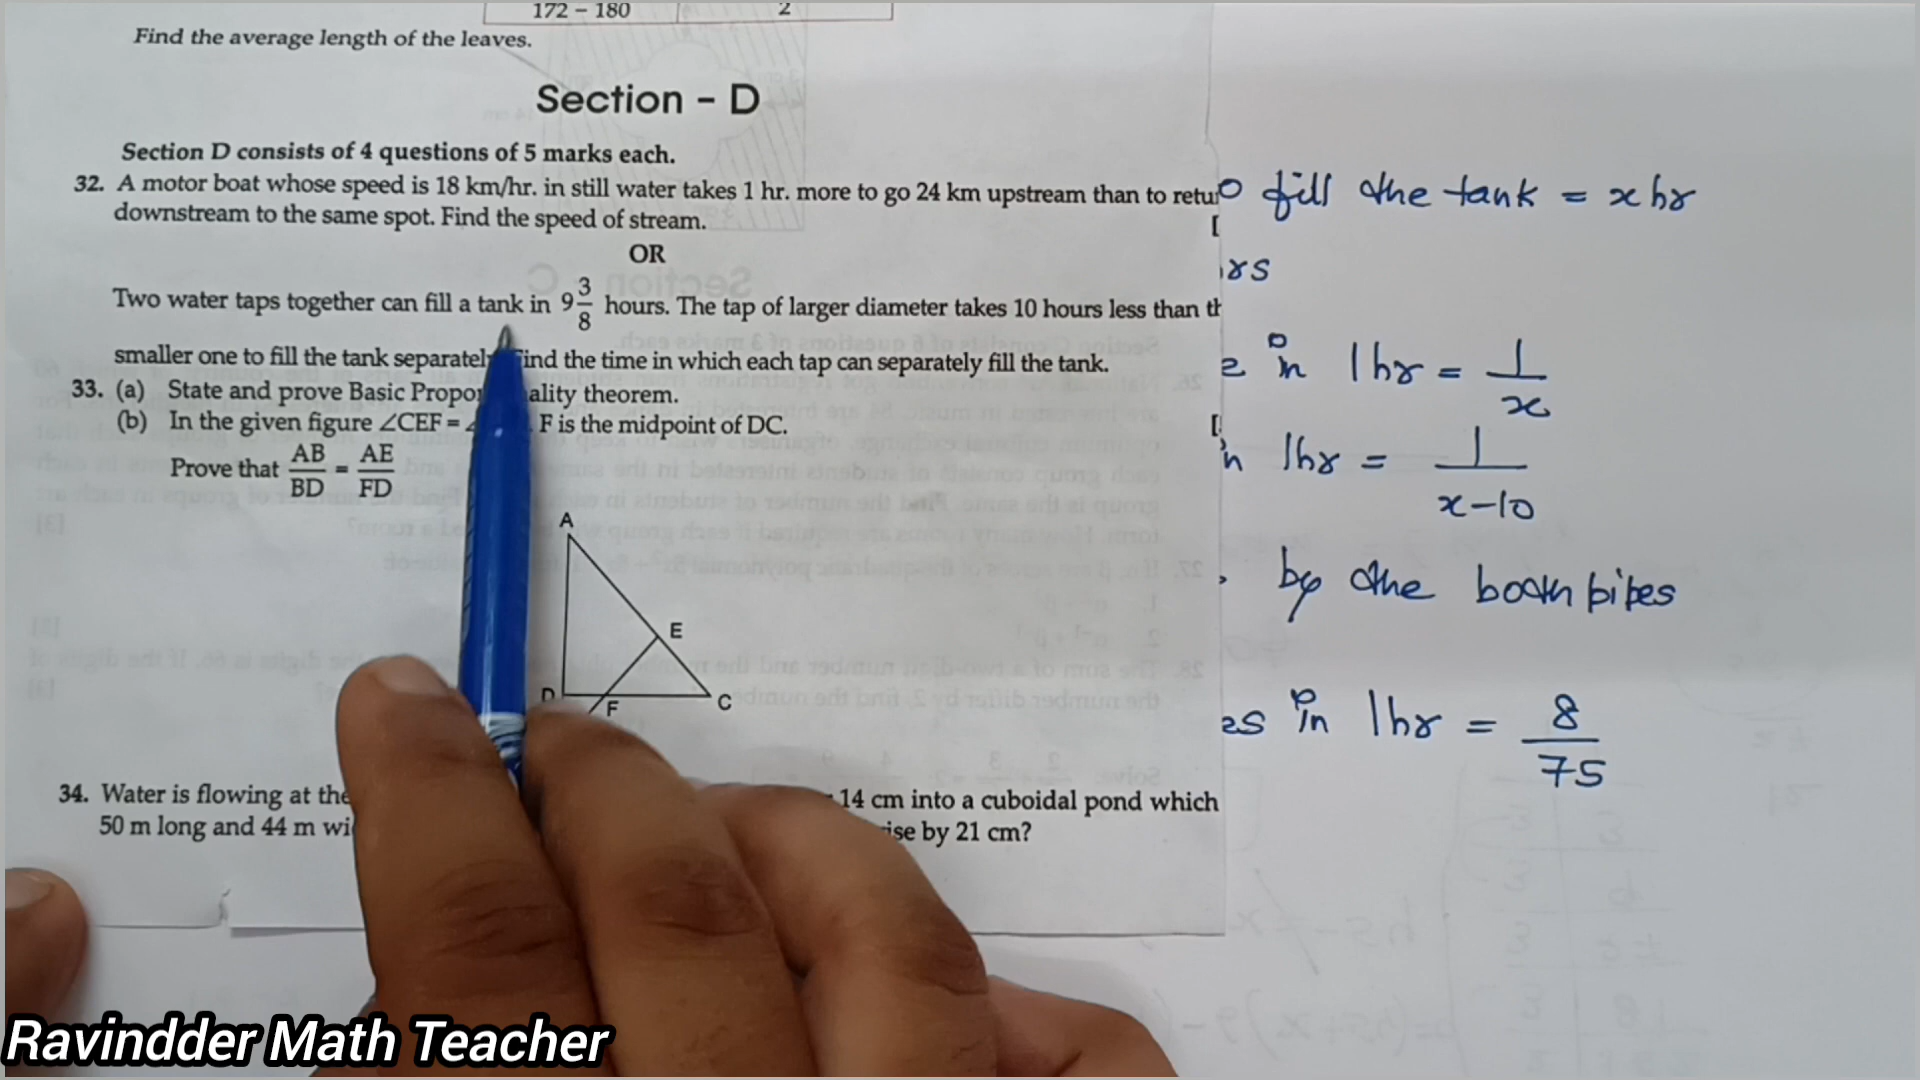 172 – 180 2
Find the average length of the leaves.
Section – D
Section D consists of 4 questions of 5 marks each.
32. A motor boat whose speed is 18 km/hr. in still water takes 1 hr. more to go 24 km upstream than to retu
downstream to the same spot. Find the speed of stream. [
OR
Two water taps together can fill a tank in 9 3/8 hours. The tap of larger diameter takes 10 hours less than th
smaller one to fill the tank separatel ind the time in which each tap can separately fill the tank.
33. (a) State and prove Basic Propo ality theorem.
(b) In the given figure ∠CEF = ∠ F is the midpoint of DC. [
Prove that AB/BD = AE/FD
A
E
D
F
C
34. Water is flowing at the 14 cm into a cuboidal pond which
50 m long and 44 m wi ise by 21 cm?
o fill the tank = x hr
rs
e in 1hr = 1/x
n 1hr = 1/x-10
by the both pipes
es in 1hr = 8/75
Ravindder Math Teacher